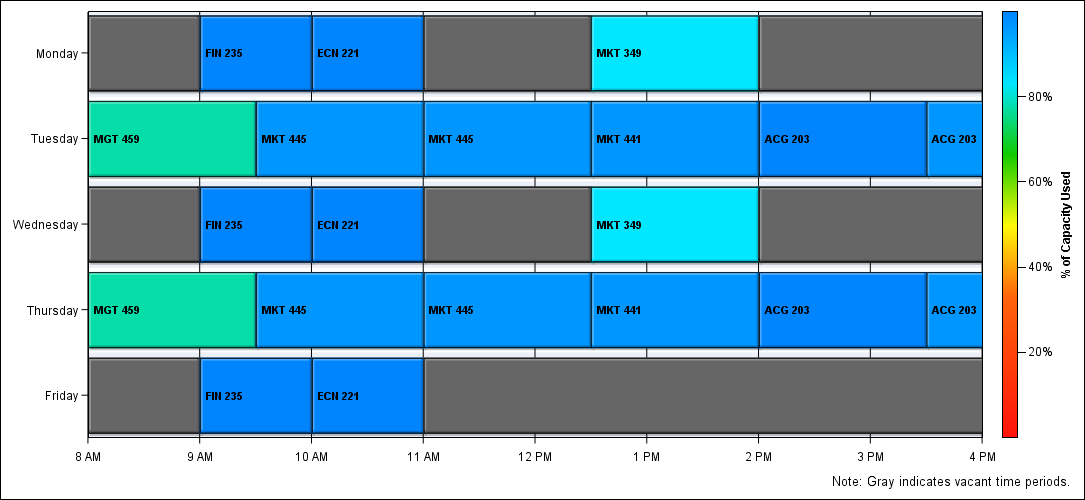 Monday FIN 235 ECN 221 MKT 349
Tuesday MGT 459 MKT 445 MKT 445 MKT 441 ACG 203 ACG 203
Wednesday FIN 235 ECN 221 MKT 349
Thursday MGT 459 MKT 445 MKT 445 MKT 441 ACG 203 ACG 203
Friday FIN 235 ECN 221
8 AM 9 AM 10 AM 11 AM 12 PM 1 PM 2 PM 3 PM 4 PM
80%
60%
40%
20%
% of Capacity Used
Note: Gray indicates vacant time periods.